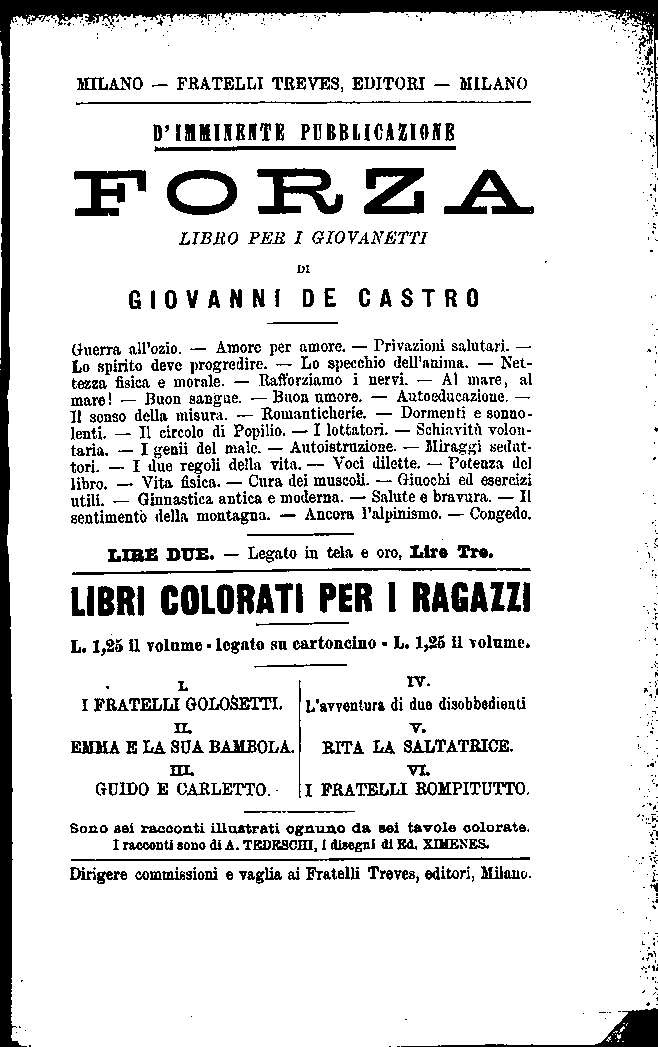 MILANO — FRATELLI TREVES, EDITORI — MILANO
D'IMMINENTE PUBBLICAZIONE
FORZA
LIBRO PER I GIOVANETTI
DI
GIOVANNI DE CASTRO
Guerra all'ozio. — Amore per amore. — Privazioni salutari. —
Lo spirito deve progredire. — Lo specchio dell'anima. — Net-
tezza fisica e morale. — Rafforziamo i nervi. — Al mare, al
mare! — Buon sangue. — Buon umore. — Autoeducazione. —
Il senso della misura. — Romanticherie. — Dormenti e sonno-
lenti. — Il circolo di Popilio. — I lottatori. — Schiavitù volon-
taria. — I genii del male. — Autoistruzione. — Miraggi sedut-
tori. — I due regoli della vita. — Voci dilette. — Potenza del
libro. — Vita fisica. — Cura dei muscoli. — Giuochi ed esercizi
utili. — Ginnastica antica e moderna. — Salute e bravura. — Il
sentimento della montagna. — Ancora l'alpinismo. — Congedo.
LIRE DUE. — Legato in tela e oro, Lire Tre.
LIBRI COLORATI PER I RAGAZZI
L. 1,25 il volume - legato su cartoncino - L. 1,25 il volume.
I.
I FRATELLI GOLOSETTI.
II.
EMMA E LA SUA BAMBOLA.
III.
GUIDO E CARLETTO.
IV.
L'avventura di due disobbedienti
V.
RITA LA SALTATRICE.
VI.
I FRATELLI ROMPITUTTO.
Sono sei racconti illustrati ognuno da sei tavole colorate.
I racconti sono di A. TEDESCHI, i disegni di Ed. XIMENES.
Dirigere commissioni e vaglia ai Fratelli Treves, editori, Milano.